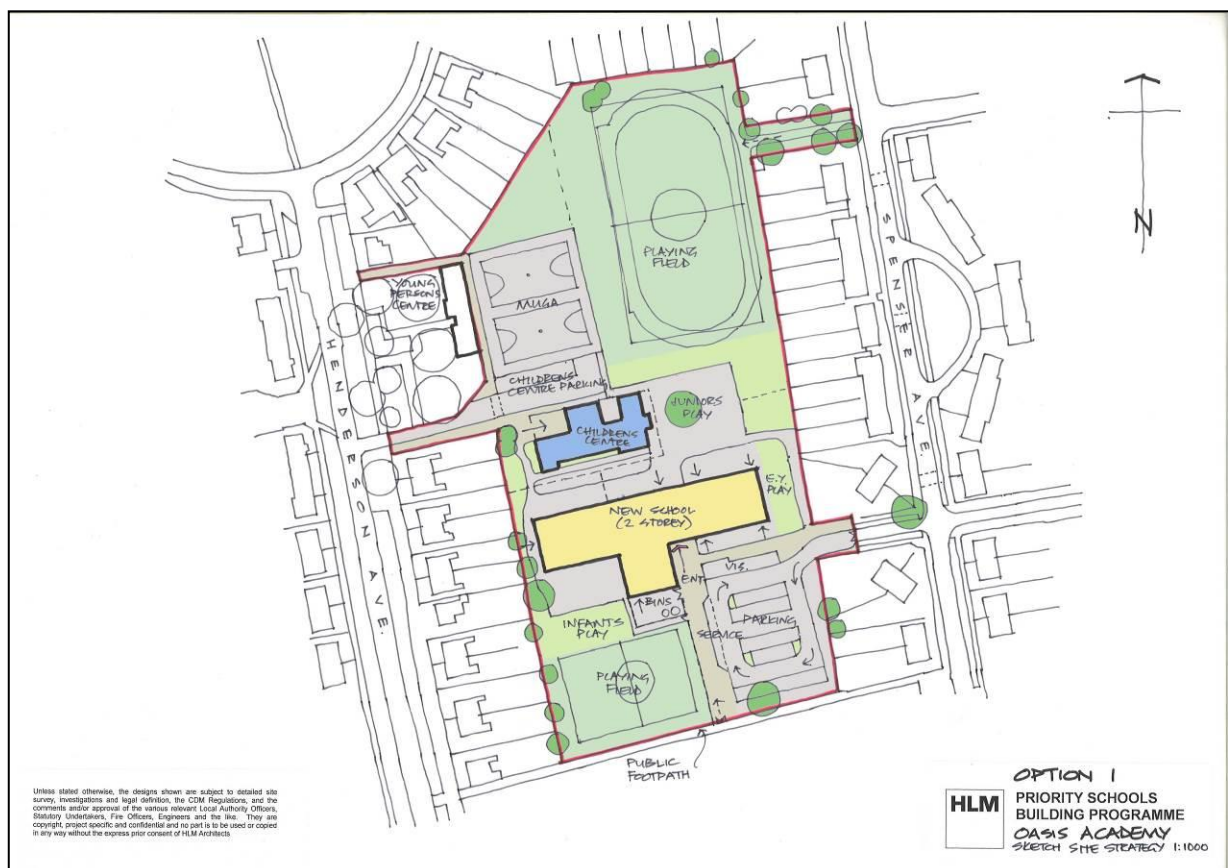 PLAYING
FIELD
YOUNG
PERSONS
CENTRE
MUGA
N
HENDERSON AVE.
SPENSER AVE.
CHILDRENS
CENTRE PARKING
JUNIORS
PLAY
CHILDRENS
CENTRE
E.Y.
PLAY
NEW SCHOOL
(2 STOREY)
VIS.
ENT.
BINS
INFANTS
PLAY
SERVICE
PARKING
PLAYING
FIELD
PUBLIC
FOOTPATH
Unless stated otherwise, the designs shown are subject to detailed site
survey, investigations and legal definition, the CDM Regulations, and the
comments and/or approval of the various relevant Local Authority Officers,
Statutory Undertakers, Fire Officers, Engineers and the like. They are
copyright, project specific and confidential and no part is to be used or copied
in any way without the express prior consent of HLM Architects
OPTION 1
HLM
PRIORITY SCHOOLS
BUILDING PROGRAMME
OASIS ACADEMY
SKETCH SITE STRATEGY 1:1000